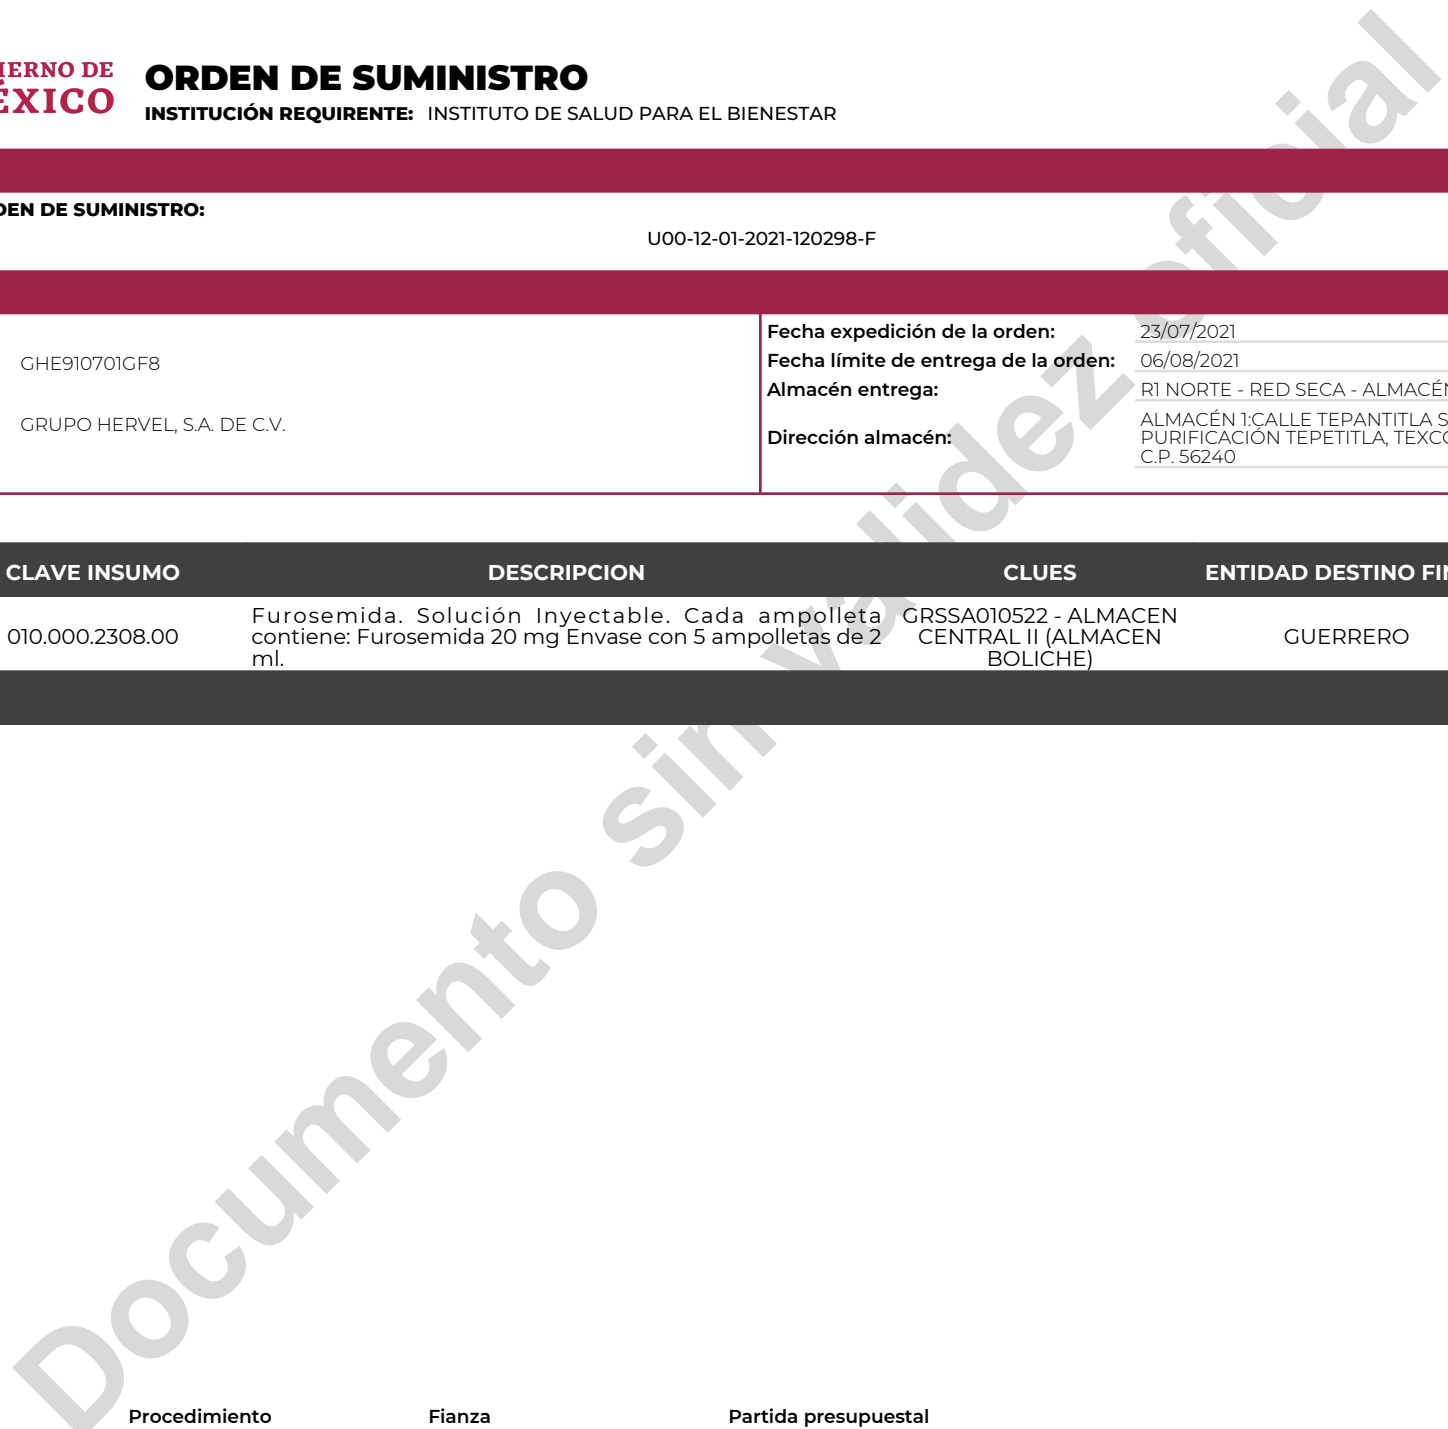 IERNO DE
ÉXICO
ORDEN DE SUMINISTRO
INSTITUCIÓN REQUIRENTE: INSTITUTO DE SALUD PARA EL BIENESTAR
DEN DE SUMINISTRO:
U00-12-01-2021-120298-F
GHE910701GF8
GRUPO HERVEL, S.A. DE C.V.
Fecha expedición de la orden: 23/07/2021
Fecha límite de entrega de la orden: 06/08/2021
Almacén entrega: R1 NORTE - RED SECA - ALMACÉN
Dirección almacén:
ALMACÉN 1:CALLE TEPANTITLA S
PURIFICACIÓN TEPETITLA, TEXCO
C.P. 56240
CLAVE INSUMO DESCRIPCION CLUES ENTIDAD DESTINO FIN
010.000.2308.00
Furosemida. Solución Inyectable. Cada ampolleta
contiene: Furosemida 20 mg Envase con 5 ampolletas de 2
ml.
GRSSA010522 - ALMACEN
CENTRAL II (ALMACEN
BOLICHE)
GUERRERO
Documento sin validez oficial
Procedimiento Fianza Partida presupuestal